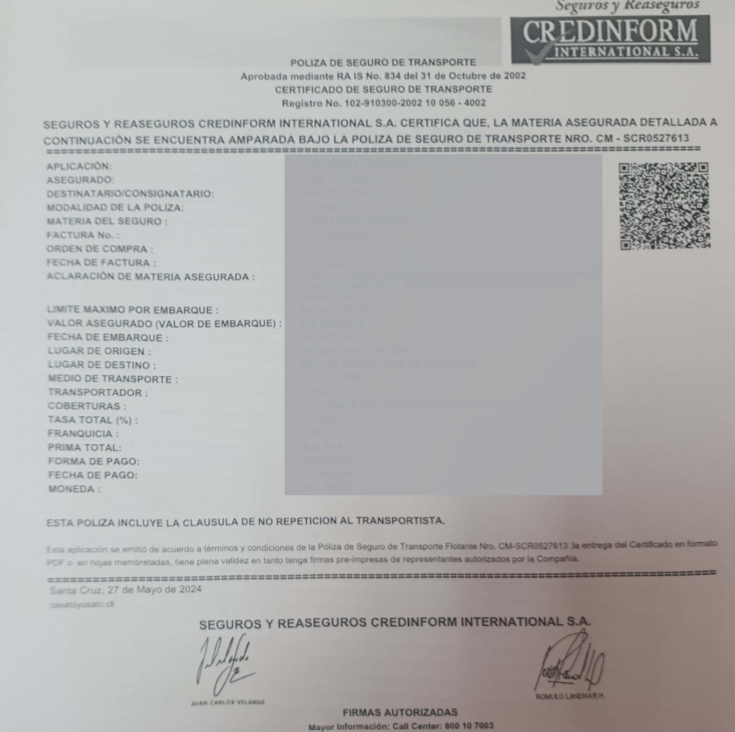 Seguros y Reaseguros
CREDINFORM
INTERNATIONAL S.A.
POLIZA DE SEGURO DE TRANSPORTE
Aprobada mediante RA IS No. 834 del 31 de Octubre de 2002
CERTIFICADO DE SEGURO DE TRANSPORTE
Registro No. 102-910300-2002 10 056 - 4002
SEGUROS Y REASEGUROS CREDINFORM INTERNATIONAL S.A. CERTIFICA QUE, LA MATERIA ASEGURADA DETALLADA A
CONTINUACIÓN SE ENCUENTRA AMPARADA BAJO LA POLIZA DE SEGURO DE TRANSPORTE NRO. CM - SCR0527613
APLICACIÓN:
ASEGURADO:
DESTINATARIO/CONSIGNATARIO:
MODALIDAD DE LA POLIZA:
MATERIA DEL SEGURO :
FACTURA No. :
ORDEN DE COMPRA :
FECHA DE FACTURA :
ACLARACIÓN DE MATERIA ASEGURADA :
LIMITE MAXIMO POR EMBARQUE :
VALOR ASEGURADO (VALOR DE EMBARQUE) :
FECHA DE EMBARQUE :
LUGAR DE ORIGEN :
LUGAR DE DESTINO :
MEDIO DE TRANSPORTE :
TRANSPORTADOR :
COBERTURAS :
TASA TOTAL (%) :
FRANQUICIA :
PRIMA TOTAL:
FORMA DE PAGO:
FECHA DE PAGO:
MONEDA :
ESTA POLIZA INCLUYE LA CLAUSULA DE NO REPETICION AL TRANSPORTISTA.
Esta aplicación se emitió de acuerdo a términos y condiciones de la Póliza de Seguro de Transporte Flotante Nro. CM-SCR0527613 ;la entrega del Certificado en formato
PDF o en hojas membretadas, tiene plena validez en tanto tenga firmas pre-impresas de representantes autorizados por la Compañía.
Santa Cruz, 27 de Mayo de 2024
SEGUROS Y REASEGUROS CREDINFORM INTERNATIONAL S.A.
JUAN CARLOS VELARDE
ROMULO LANDIVAR H.
FIRMAS AUTORIZADAS
Mayor Información: Call Center: 800 10 7003